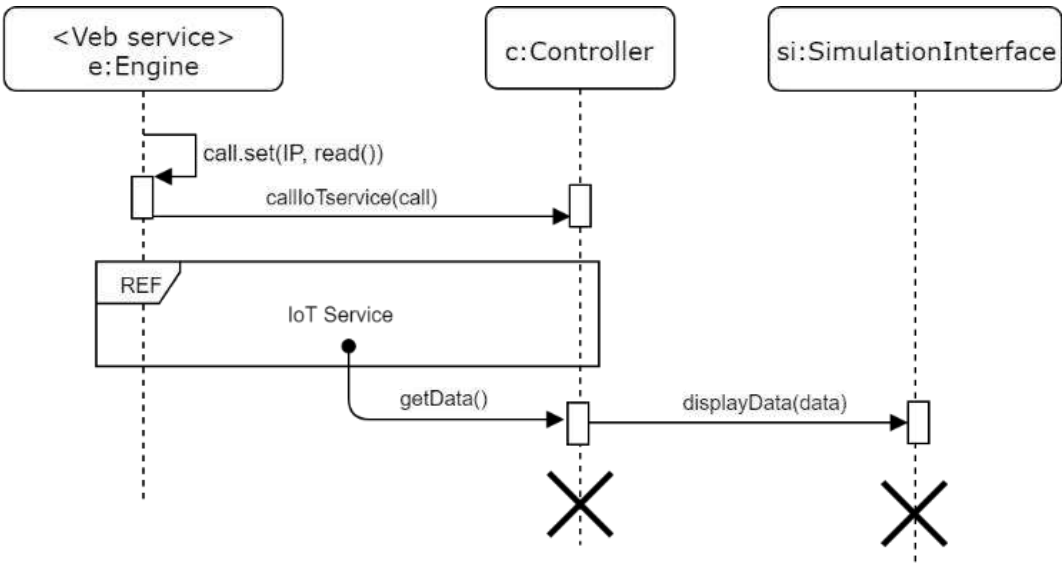 <Veb service>
e:Engine
c:Controller
si:SimulationInterface
call.set(IP, read())
callIoTservice(call)
REF
IoT Service
getData()
displayData(data)